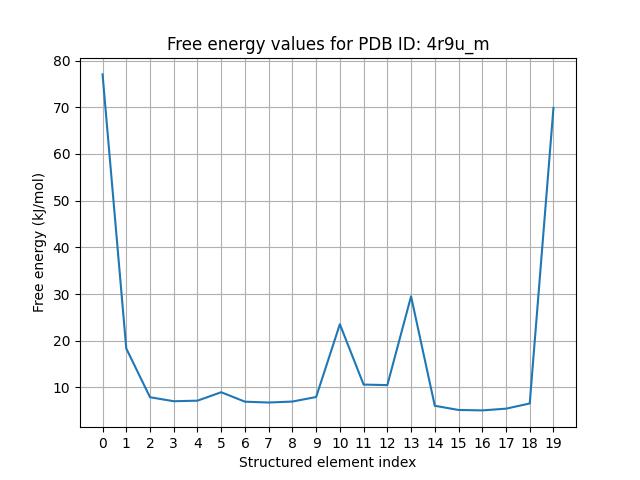 Free energy values for PDB ID: 4r9u_m
80
70
60
50
40
30
20
10
Free energy (kJ/mol)
0 1 2 3 4 5 6 7 8 9 10 11 12 13 14 15 16 17 18 19
Structured element index